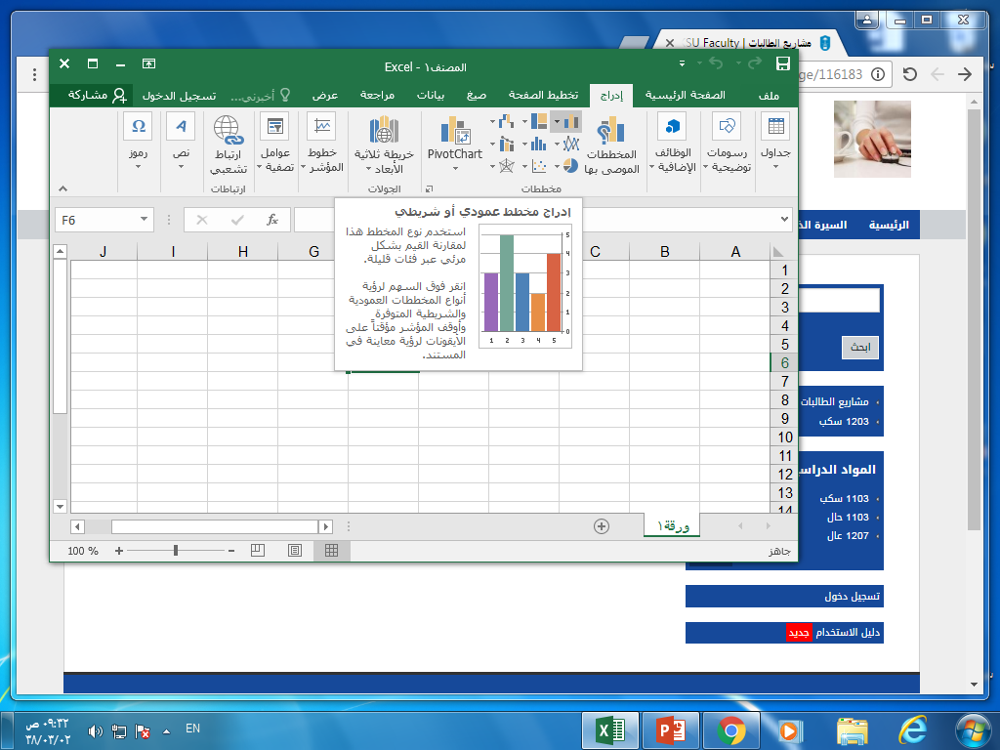 مشاريع الطالبات | SU Faculty
ge/116183
المصنف١ - Excel
ملف
الصفحة الرئيسية
إدراج
تخطيط الصفحة
صيغ
بيانات
مراجعة
عرض
أخبرني...
تسجيل الدخول
مشاركة
جداول
رسومات توضيحية
الوظائف الإضافية
المخططات الموصى بها
PivotChart
خريطة ثلاثية الأبعاد
خطوط المؤشر
عوامل تصفية
ارتباط تشعبي
نص
رموز
مخططات
الجولات
ارتباطات
F6
إدراج مخطط عمودي أو شريطي
استخدم نوع المخطط هذا
لمقارنة القيم بشكل
مرئي عبر فئات قليلة.
انقر فوق السهم لرؤية
أنواع المخططات العمودية
والشريطية المتوفرة
وأوقف المؤشر مؤقتاً على
الأيقونات لرؤية معاينة في
المستند.
5
4
3
2
1
0
1 2 3 4 5
A B C G H I J
1
2
3
4
5
6
7
8
9
10
11
12
13
14
ورقة١
جاهز
100 %
الرئيسية
السيرة الذ
ابحث
مشاريع الطالبات
1203 سكب
المواد الدراس
1103 سكب
1103 حال
1207 عال
تسجيل دخول
دليل الاستخدام جديد
EN
٠٩:٣٢ ص
٣٨/٠٣/٠٢